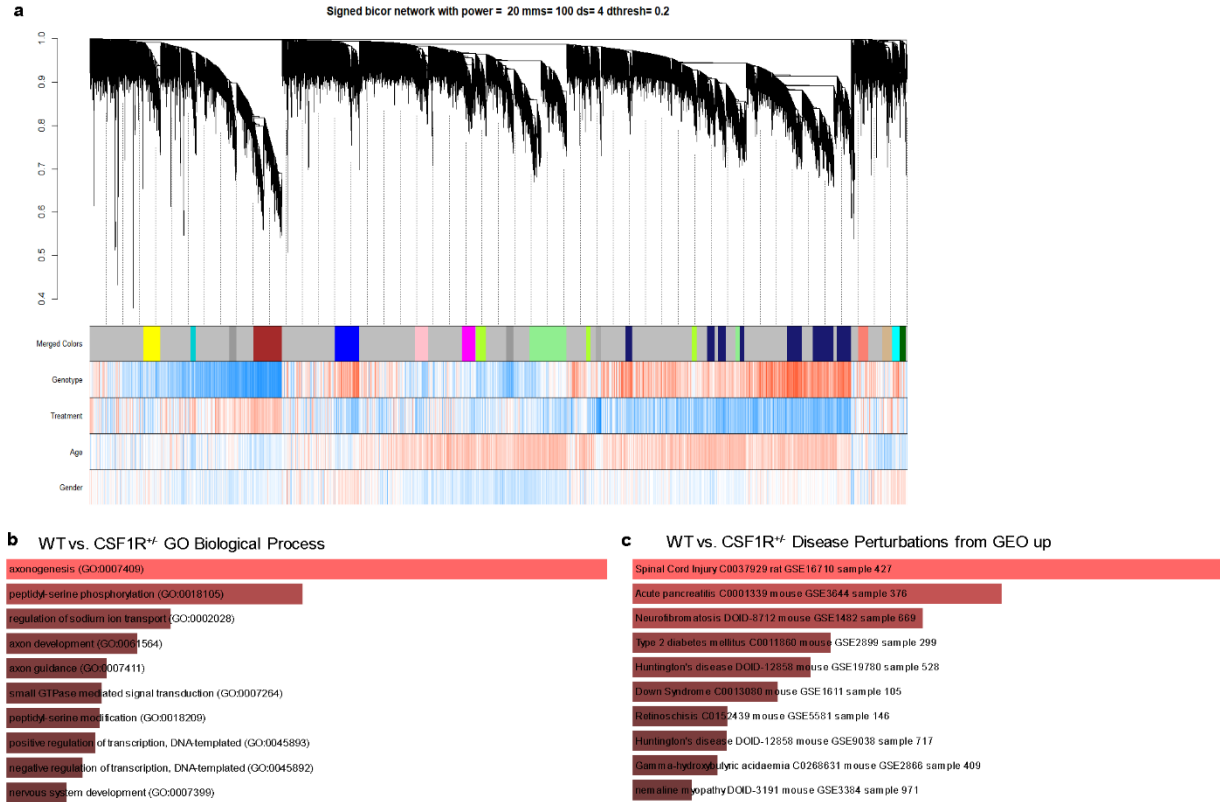 a
Signed bicor network with power = 20 mms= 100 ds= 4 dthresh= 0.2
1.0
0.9
0.8
0.7
0.6
0.5
0.4
Merged Colors
Genotype
Treatment
Age
Gender
b WT vs. CSF1R+/- GO Biological Process
axonogenesis (GO:0007409)
peptidyl-serine phosphorylation (GO:0018105)
regulation of sodium ion transport (GO:0002028)
axon development (GO:0061564)
axon guidance (GO:0007411)
small GTPase mediated signal transduction (GO:0007264)
peptidyl-serine modification (GO:0018209)
positive regulation of transcription, DNA-templated (GO:0045893)
negative regulation of transcription, DNA-templated (GO:0045892)
nervous system development (GO:0007399)
c WT vs. CSF1R+/- Disease Perturbations from GEO up
Spinal Cord Injury C0037929 rat GSE16710 sample 427
Acute pancreatitis C0001339 mouse GSE3644 sample 376
Neurofibromatosis DOID-8712 mouse GSE1482 sample 669
Type 2 diabetes mellitus C0011860 mouse GSE2899 sample 299
Huntington's disease DOID-12858 mouse GSE19780 sample 528
Down Syndrome C0013080 mouse GSE1611 sample 105
Retinoschisis C0152439 mouse GSE5581 sample 146
Huntington's disease DOID-12858 mouse GSE9038 sample 717
Gamma-hydroxybutyric acidaemia C0268631 mouse GSE2866 sample 409
nemaline myopathy DOID-3191 mouse GSE3384 sample 971